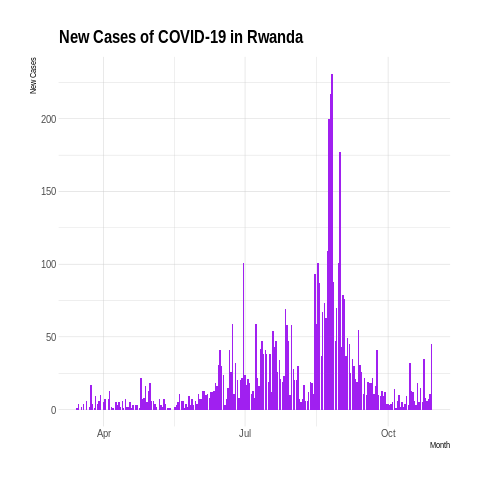 New Cases of COVID-19 in Rwanda
New Cases
200
150
100
50
0
Apr
Jul
Oct
Month